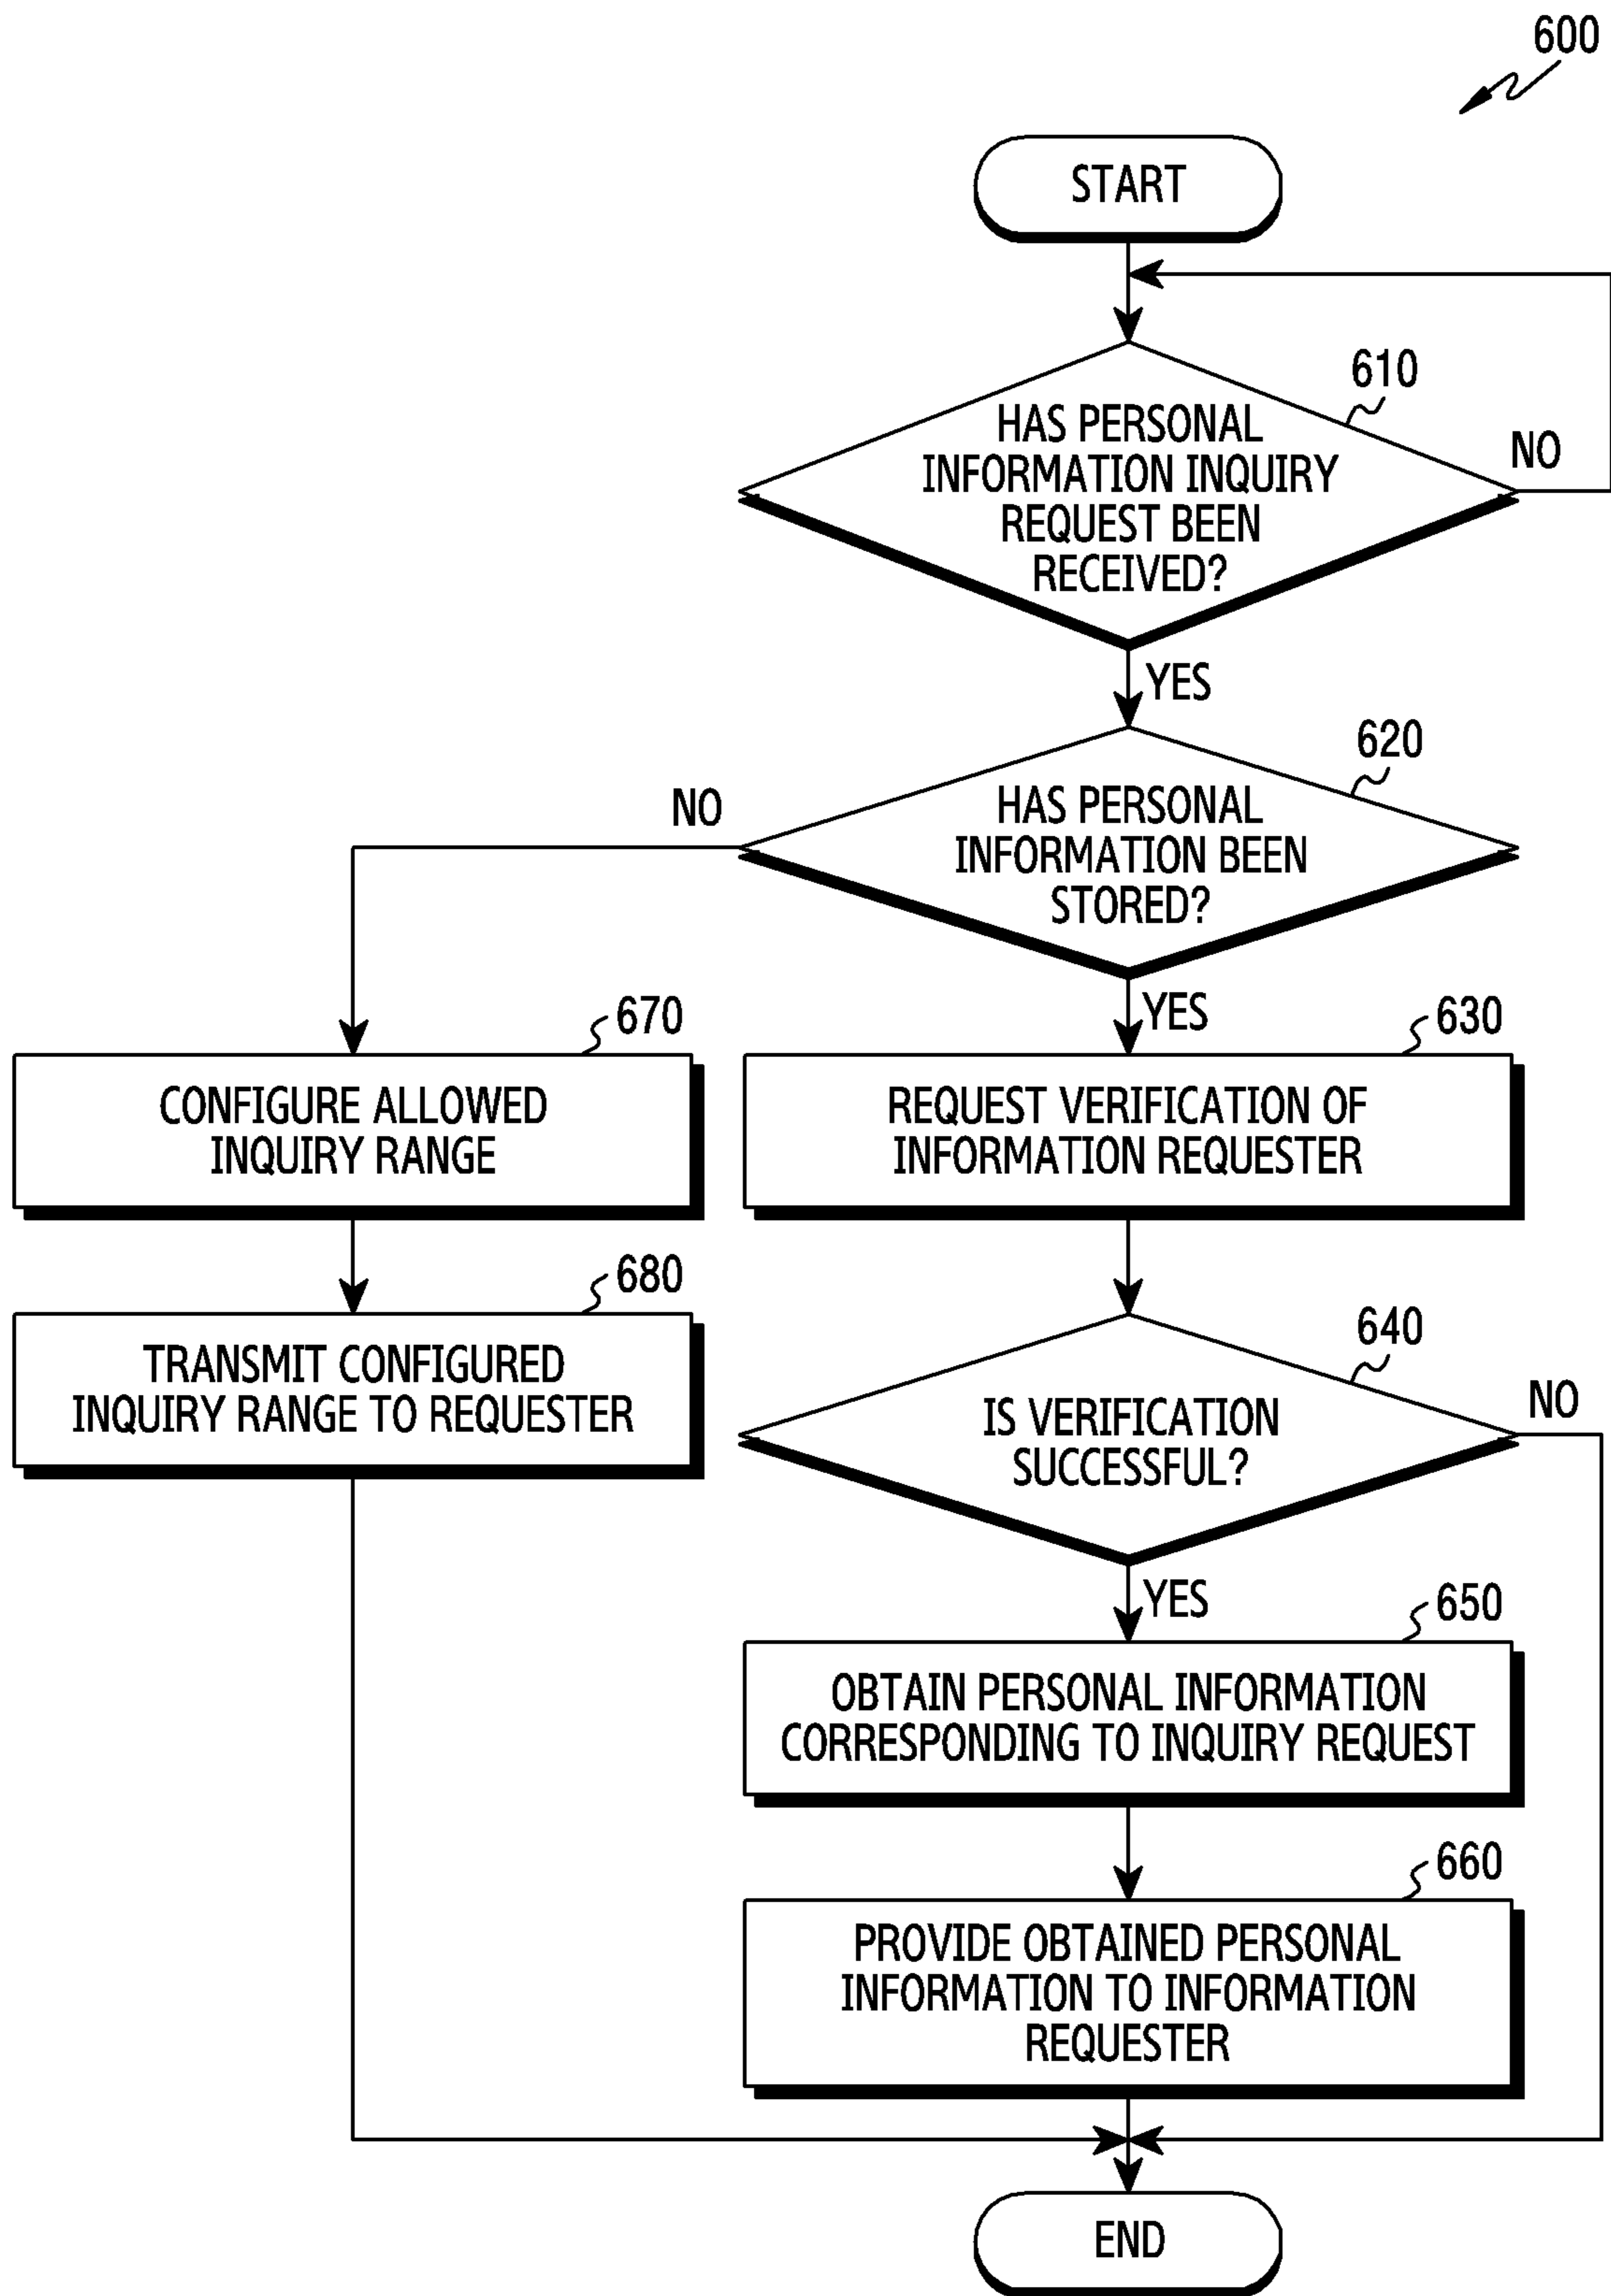 600
START
610
HAS PERSONAL
INFORMATION INQUIRY
REQUEST BEEN
RECEIVED?
NO
YES
620
HAS PERSONAL
INFORMATION BEEN
STORED?
NO
YES
670
CONFIGURE ALLOWED
INQUIRY RANGE
630
REQUEST VERIFICATION OF
INFORMATION REQUESTER
680
TRANSMIT CONFIGURED
INQUIRY RANGE TO REQUESTER
640
IS VERIFICATION
SUCCESSFUL?
NO
YES
650
OBTAIN PERSONAL INFORMATION
CORRESPONDING TO INQUIRY REQUEST
660
PROVIDE OBTAINED PERSONAL
INFORMATION TO INFORMATION
REQUESTER
END